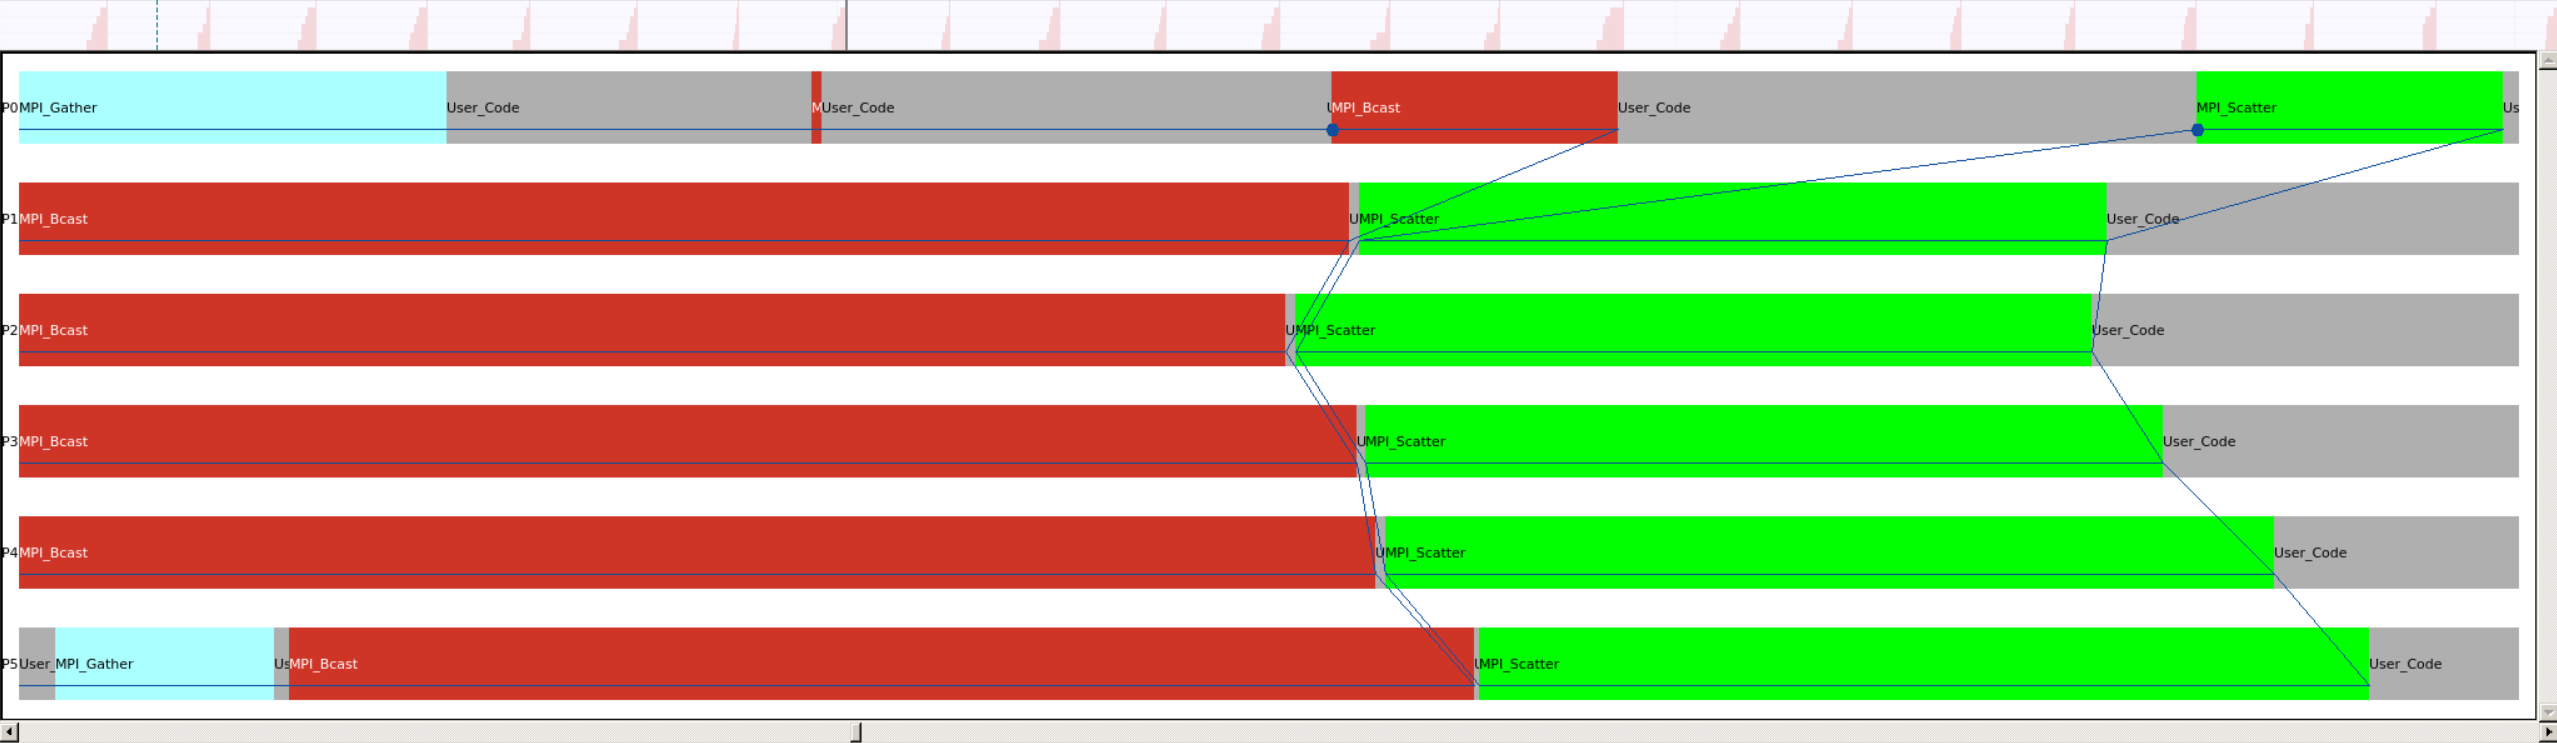 P0 MPI_Gather User_Code M User_Code U MPI_Bcast User_Code MPI_Scatter Us
P1 MPI_Bcast U MPI_Scatter User_Code
P2 MPI_Bcast U MPI_Scatter User_Code
P3 MPI_Bcast U MPI_Scatter User_Code
P4 MPI_Bcast U MPI_Scatter User_Code
P5 User_ MPI_Gather Us MPI_Bcast U MPI_Scatter User_Code